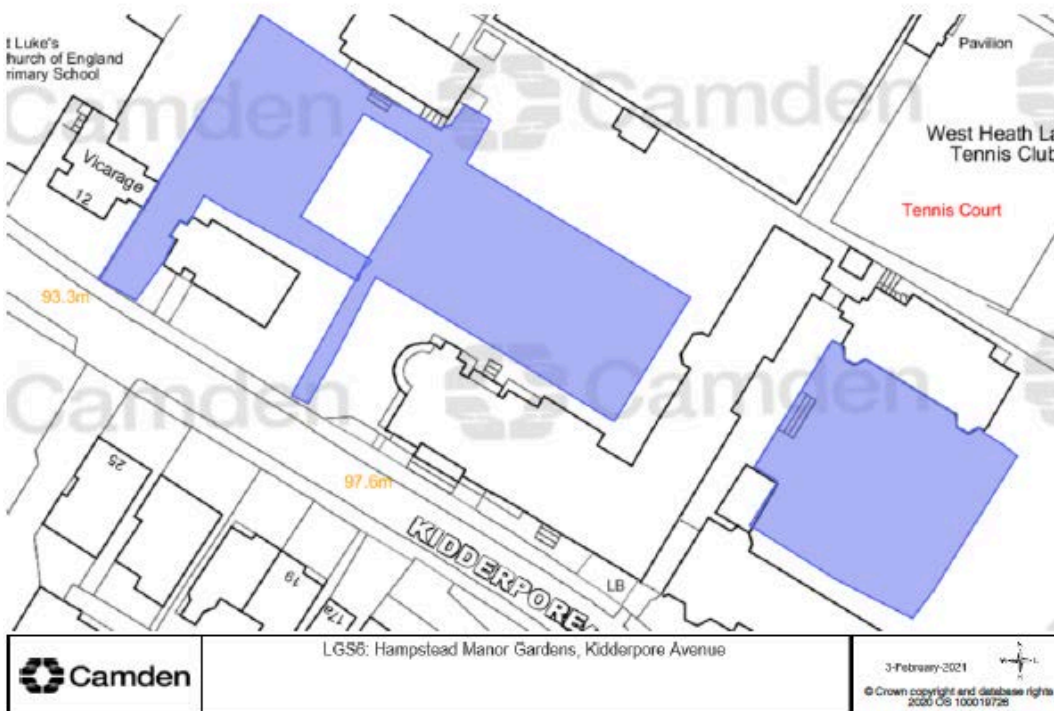 t Luke's
hurch of England
rimary School
Pavilion
West Heath La
Tennis Club
Tennis Court
Vicarage
12
93.3m
97.6m
25
19
17a
KIDDERPORE
LB
Camden
Camden
Camden
Camden
Camden
LGS6: Hampstead Manor Gardens, Kidderpore Avenue
3-February-2021
© Crown copyright and database rights
2020 OS 100019726